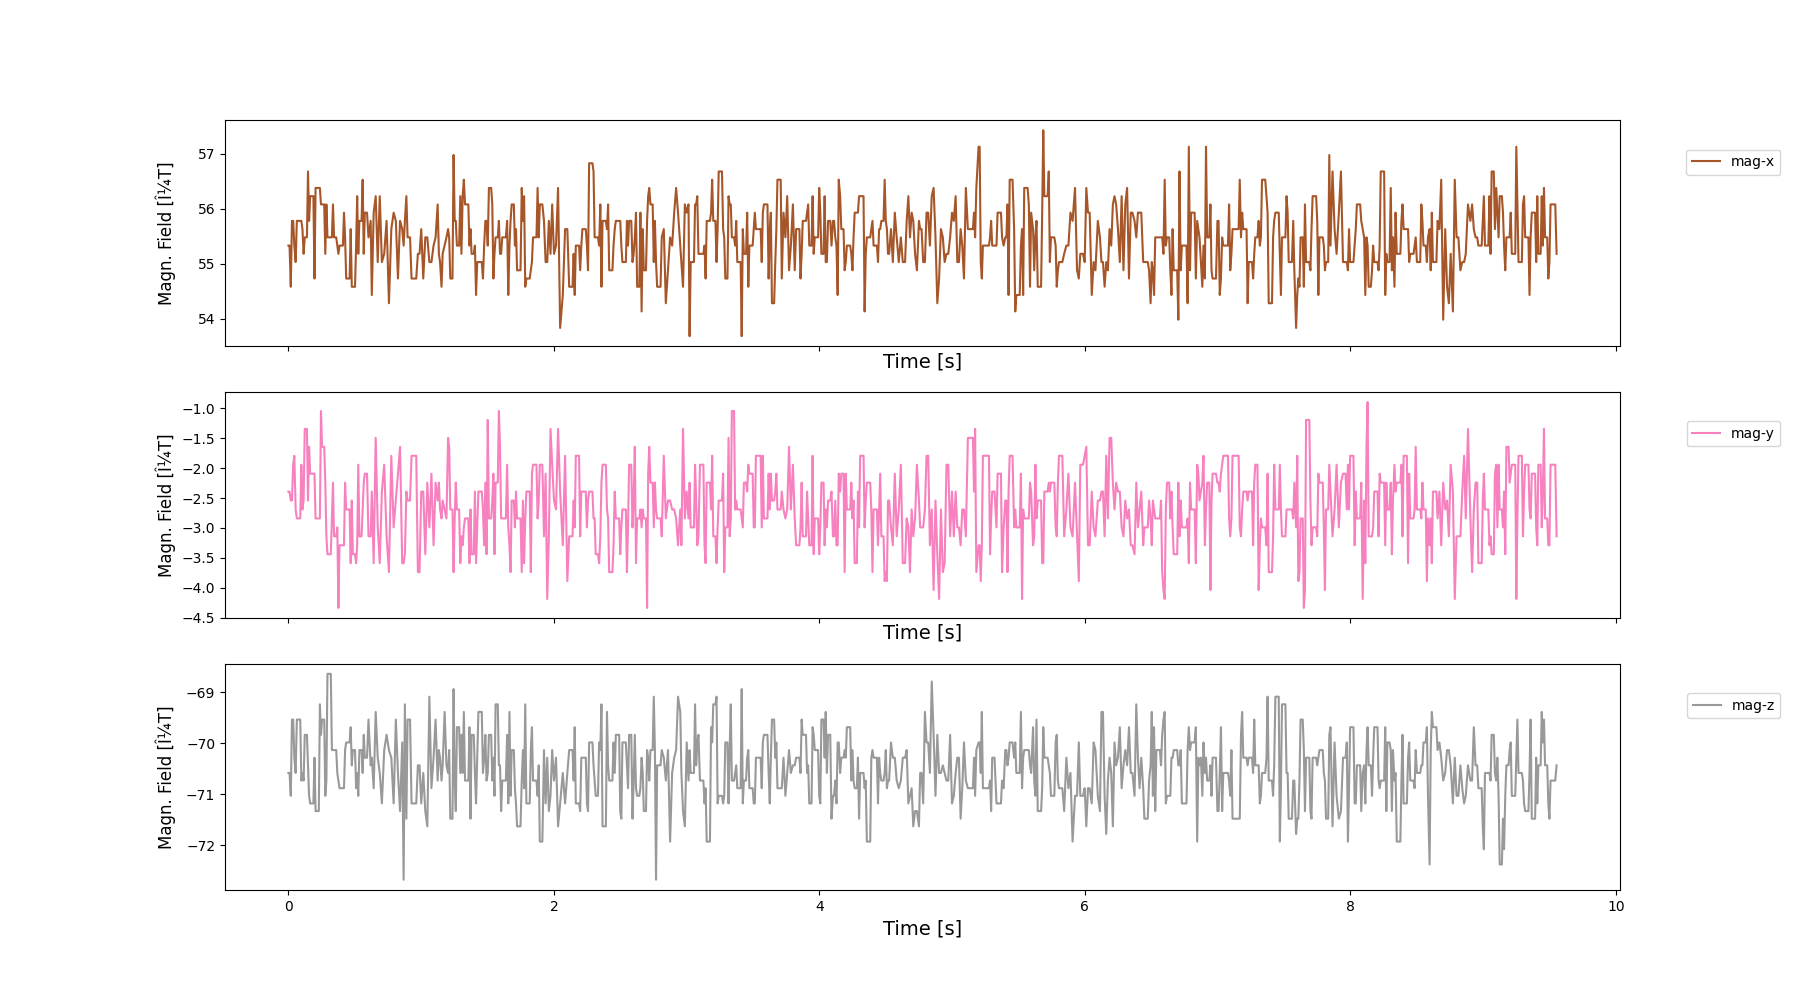 57
56
55
54
Magn. Field [Î¼T]
Time [s]
mag-x
−1.0
−1.5
−2.0
−2.5
−3.0
−3.5
−4.0
−4.5
Magn. Field [Î¼T]
Time [s]
mag-y
−69
−70
−71
−72
Magn. Field [Î¼T]
0 2 4 6 8 10
Time [s]
mag-z